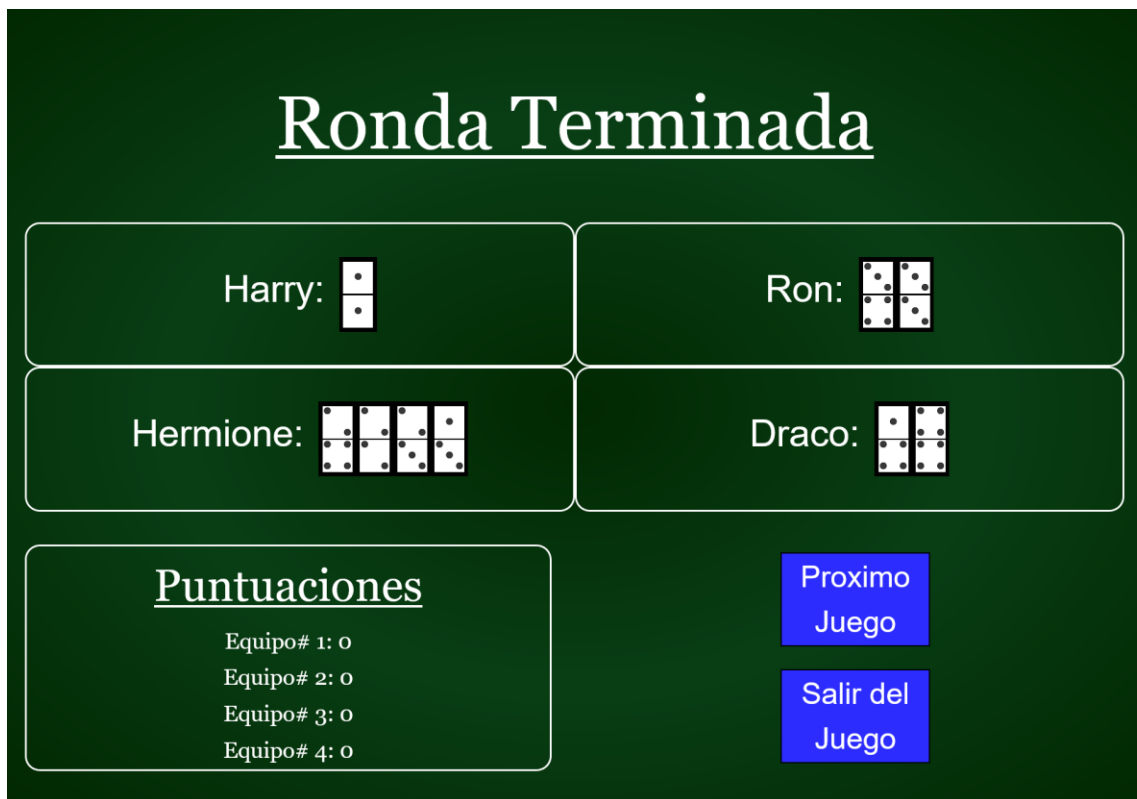 Ronda Terminada
Harry:
Ron:
Hermione:
Draco:
Puntuaciones
Equipo# 1: 0
Equipo# 2: 0
Equipo# 3: 0
Equipo# 4: 0
Proximo
Juego
Salir del
Juego